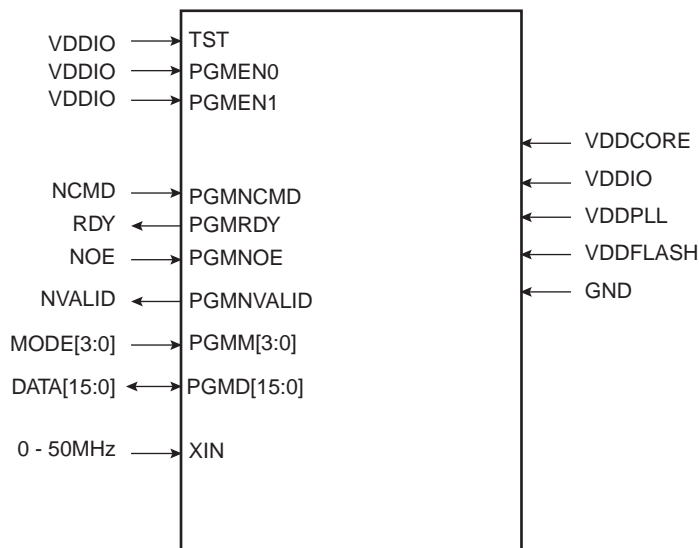 VDDIO TST
VDDIO PGMEN0
VDDIO PGMEN1
VDDCORE
VDDIO
NCMD PGMNCMD
VDDPLL
RDY PGMRDY
NOE PGMNOE
VDDFLASH
NVALID PGMNVALID
GND
MODE[3:0] PGMM[3:0]
DATA[15:0] PGMD[15:0]
0 - 50MHz XIN